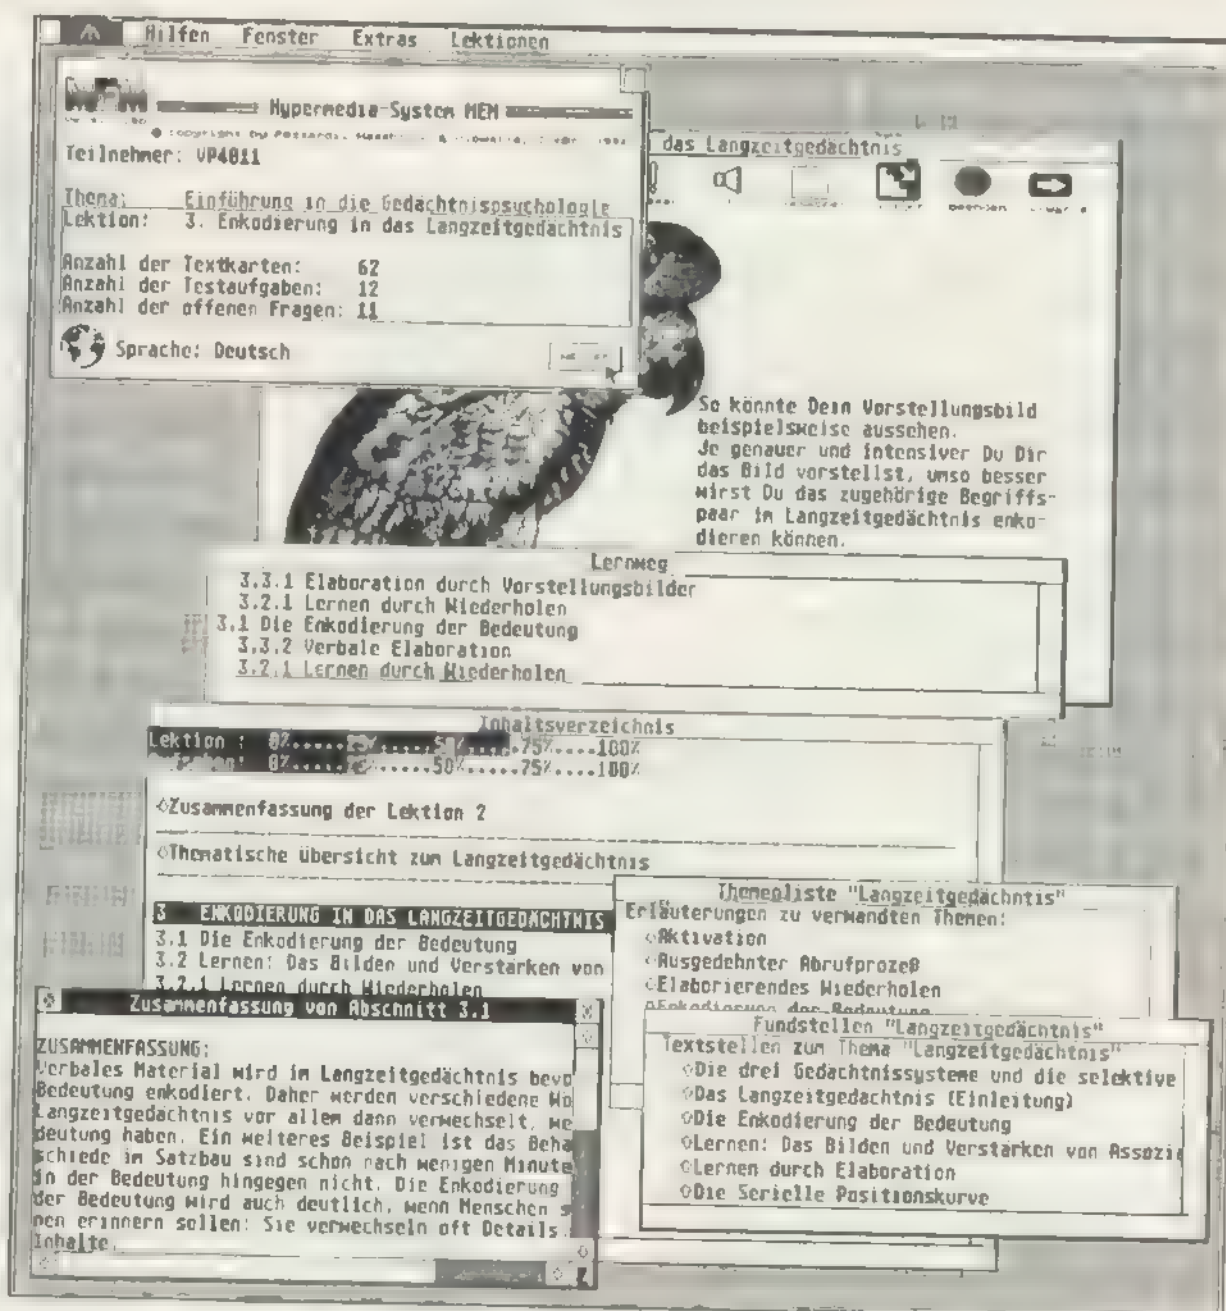 Hilfen Fenster Extras Lektionen
MEM
Hypermedia-System MEM
Teilnehmer: VP4011
Thema: Einführung in die Gedächtnispsychologie
Lektion: 3. Enkodierung in das Langzeitgedächtnis
Anzahl der Textkarten: 62
Anzahl der Testaufgaben: 12
Anzahl der offenen Fragen: 11
Sprache: Deutsch
das Langzeitgedächtnis
beenden
So könnte Dein Vorstellungsbild
beispielsweise aussehen.
Je genauer und intensiver Du Dir
das Bild vorstellst, umso besser
wirst Du das zugehörige Begriffs-
paar im Langzeitgedächtnis enko-
dieren können.
Lernweg
3.3.1 Elaboration durch Vorstellungsbilder
3.2.1 Lernen durch Wiederholen
3.1 Die Enkodierung der Bedeutung
3.3.2 Verbale Elaboration
3.2.1 Lernen durch Wiederholen
Inhaltsverzeichnis
Lektion : 0%.....25%.....50%.....75%....100%
0%.....25%.....50%.....75%....100%
Zusammenfassung der Lektion 2
Thematische übersicht zum Langzeitgedächtnis
3 ENKODIERUNG IN DAS LANGZEITGEDÄCHTNIS
3.1 Die Enkodierung der Bedeutung
3.2 Lernen: Das Bilden und Verstärken von
3.2.1 Lernen durch Wiederholen
Themenliste "Langzeitgedächntis"
Erläuterungen zu verwandten Themen:
Aktivation
Ausgedehnter Abrufprozeß
Elaborierendes Wiederholen
Enkodierung der Bedeutung
Fundstellen "Langzeitgedächtnis"
Textstellen zum Thema "Langzeitgedächtnis"
Die drei Gedächtnissysteme und die selektive
Das Langzeitgedächtnis (Einleitung)
Die Enkodierung der Bedeutung
Lernen: Das Bilden und Verstärken von Assozia
Lernen durch Elaboration
Die Serielle Positionskurve
Zusammenfassung von Abschnitt 3.1
ZUSAMMENFASSUNG:
Verbales Material wird im Langzeitgedächtnis bevo
Bedeutung enkodiert. Daher werden verschiedene Wo
Langzeitgedächtnis vor allem dann verwechselt, we
deutung haben. Ein weiteres Beispiel ist das Beha
schiede im Satzbau sind schon nach wenigen Minute
in der Bedeutung hingegen nicht. Die Enkodierung
der Bedeutung wird auch deutlich, wenn Menschen s
nen erinnern sollen: Sie verwechseln oft Details
Inhalte.